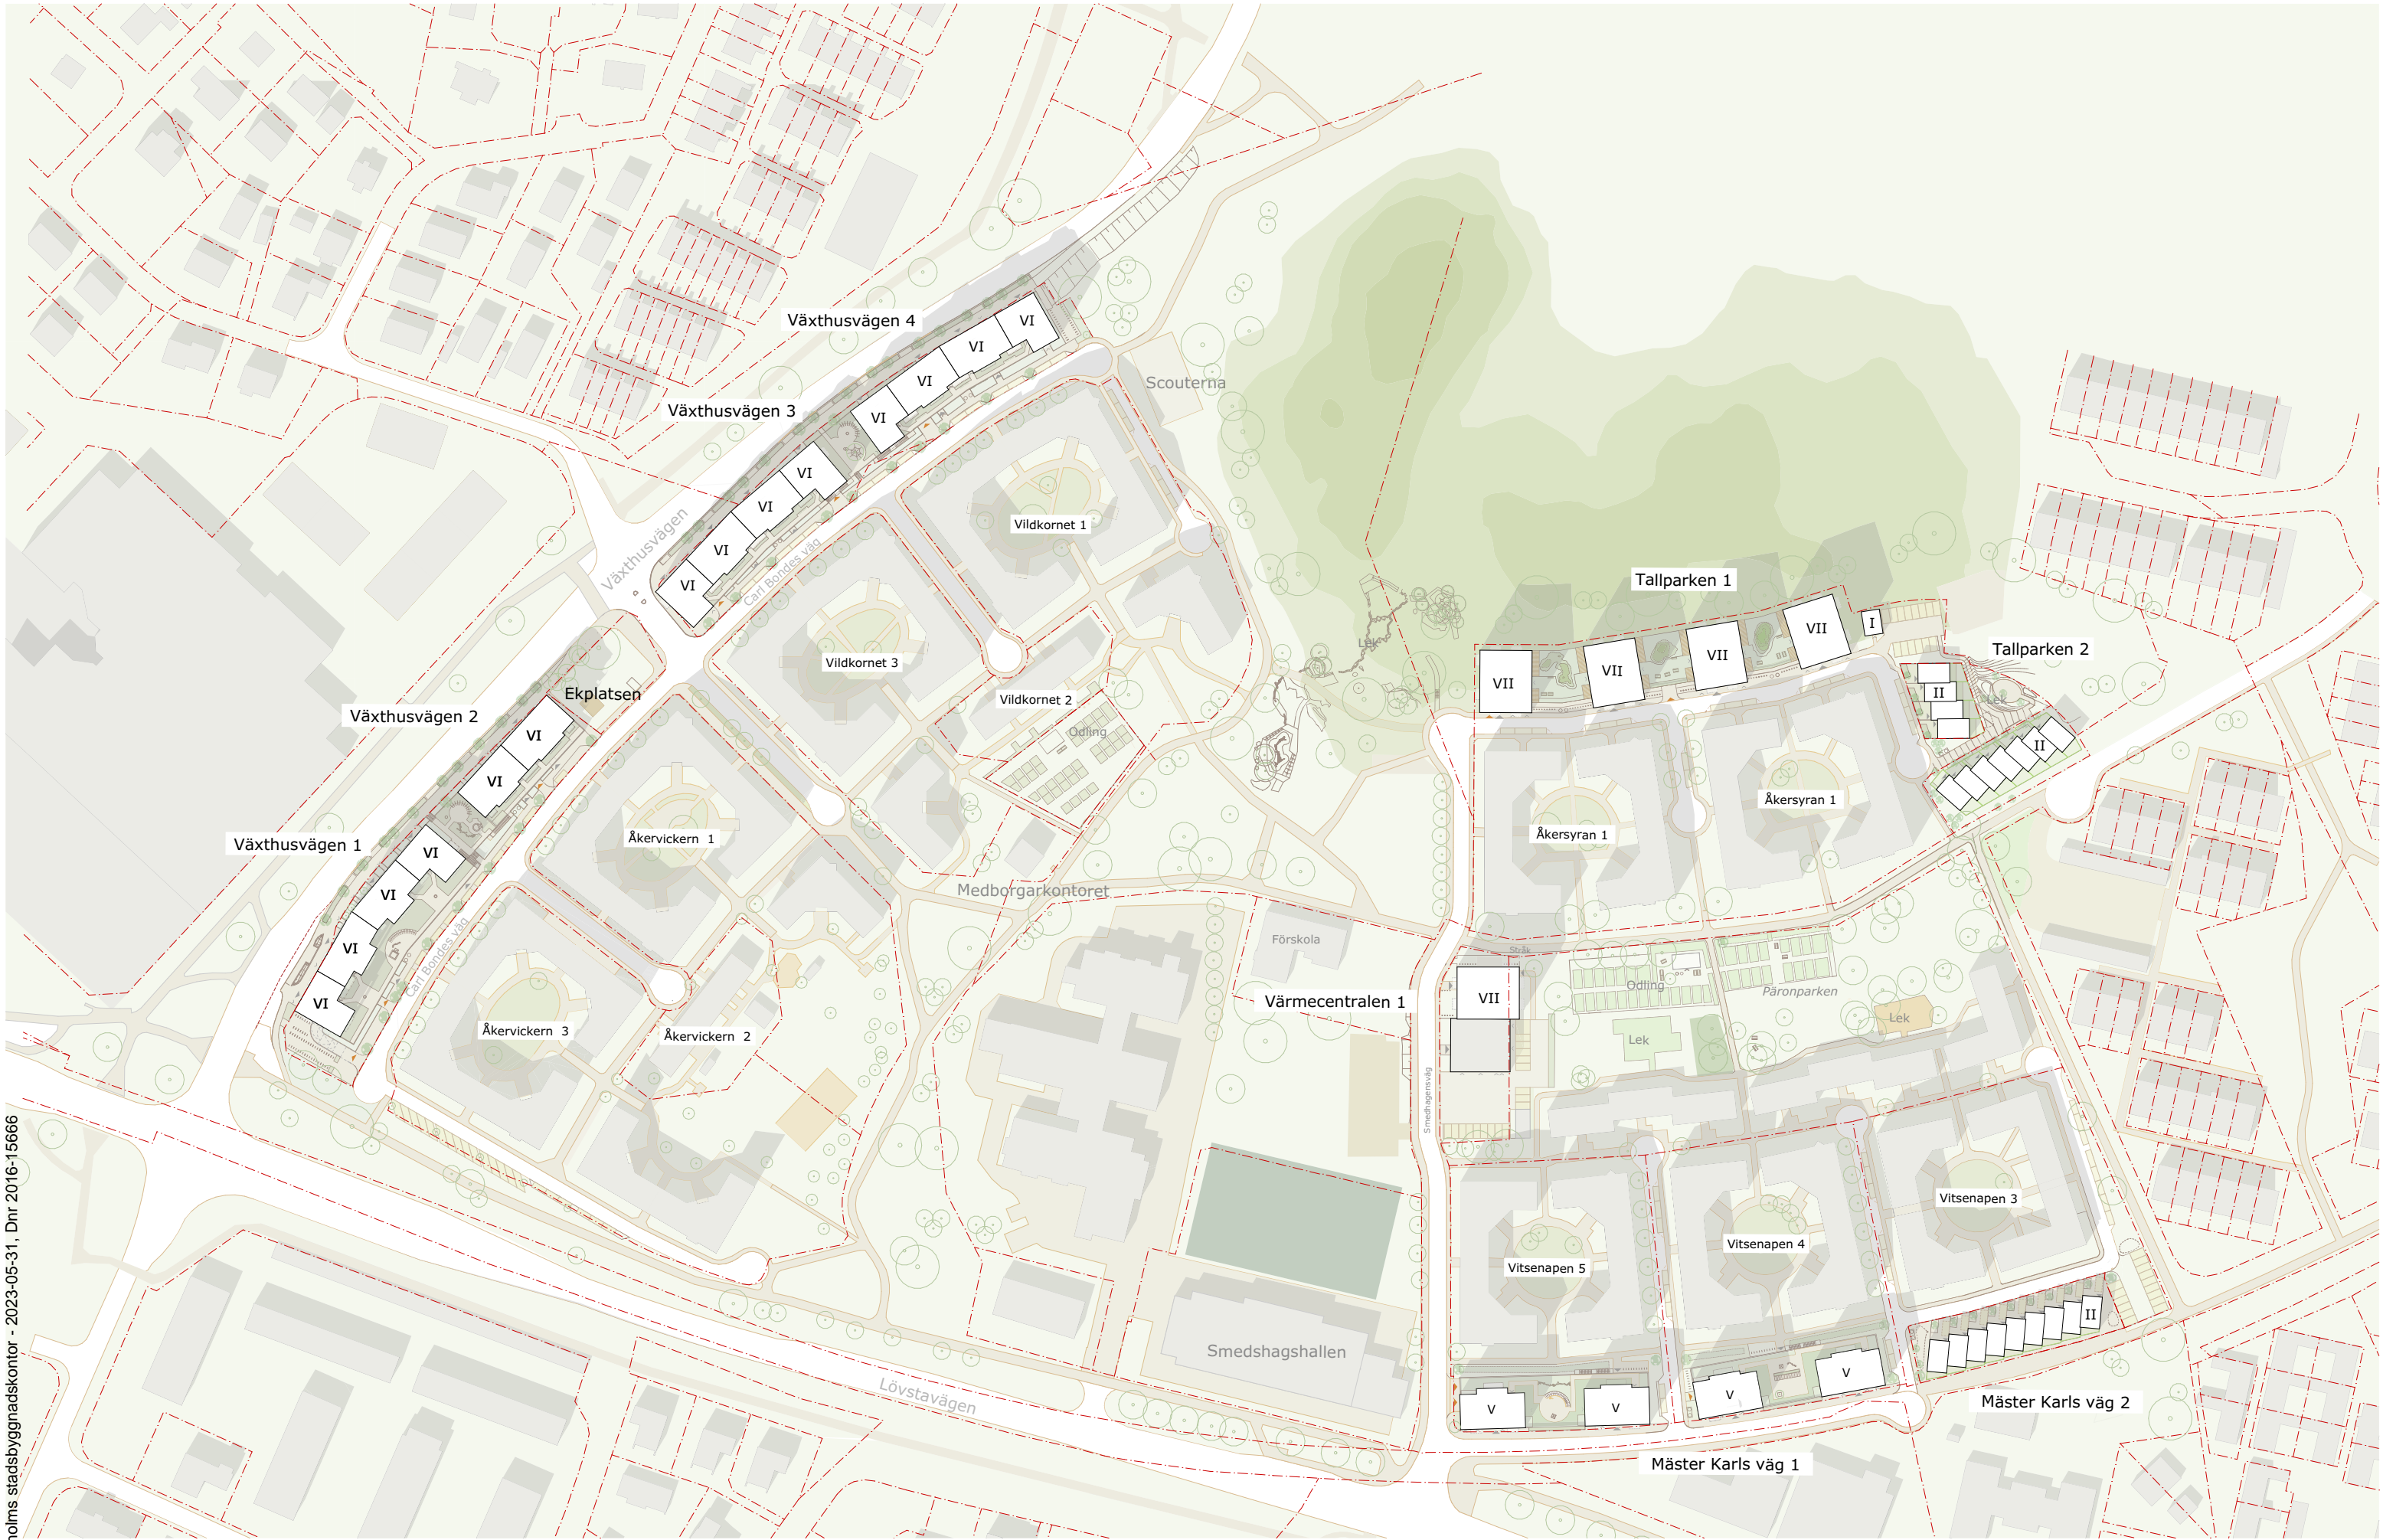 Växthusvägen 4
VI
VI
VI
VI
Växthusvägen 3
VI
VI
VI
VI
Växthusvägen
Carl Bondes väg
Scouterna
Vildkornet 1
Vildkornet 3
Vildkornet 2
Odling
Lek
Tallparken 1
VII
VII
VII
VII
I
Tallparken 2
II
Lek
II
Ekplatsen
Växthusvägen 2
VI
VI
Växthusvägen 1
VI
VI
VI
VI
Carl Bondes väg
Åkervickern 1
Åkervickern 3
Åkervickern 2
Åkersyran 1
Åkersyran 1
Medborgarkontoret
Förskola
Stråk
Värmecentralen 1
VII
Odling
Päronparken
Lek
Lek
Smedhagensväg
Vitsenapen 3
Vitsenapen 4
Vitsenapen 5
Smedshagshallen
Lövstavägen
II
V
V
V
V
Mäster Karls väg 2
Mäster Karls väg 1
olms stadsbyggnadskontor - 2023-05-31, Dnr 2016-15666